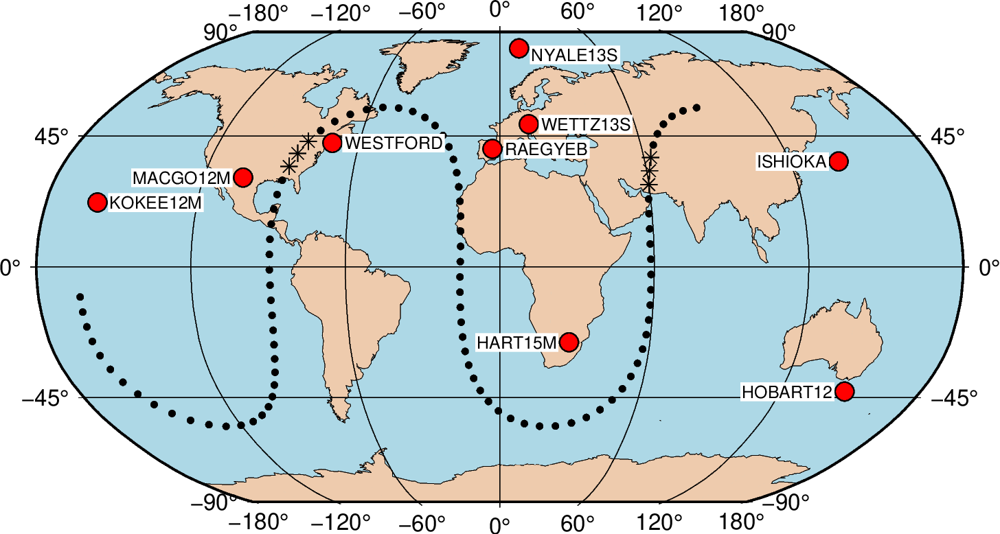 −180° −120° −60° 0° 60° 120° 180°
90° 90°
NYALE13S
WETTZ13S
45° 45°
WESTFORD
RAEGYEB
ISHIOKA
MACGO12M
KOKEE12M
0° 0°
HART15M
HOBART12
−45° −45°
−90° −90°
−180° −120° −60° 0° 60° 120° 180°